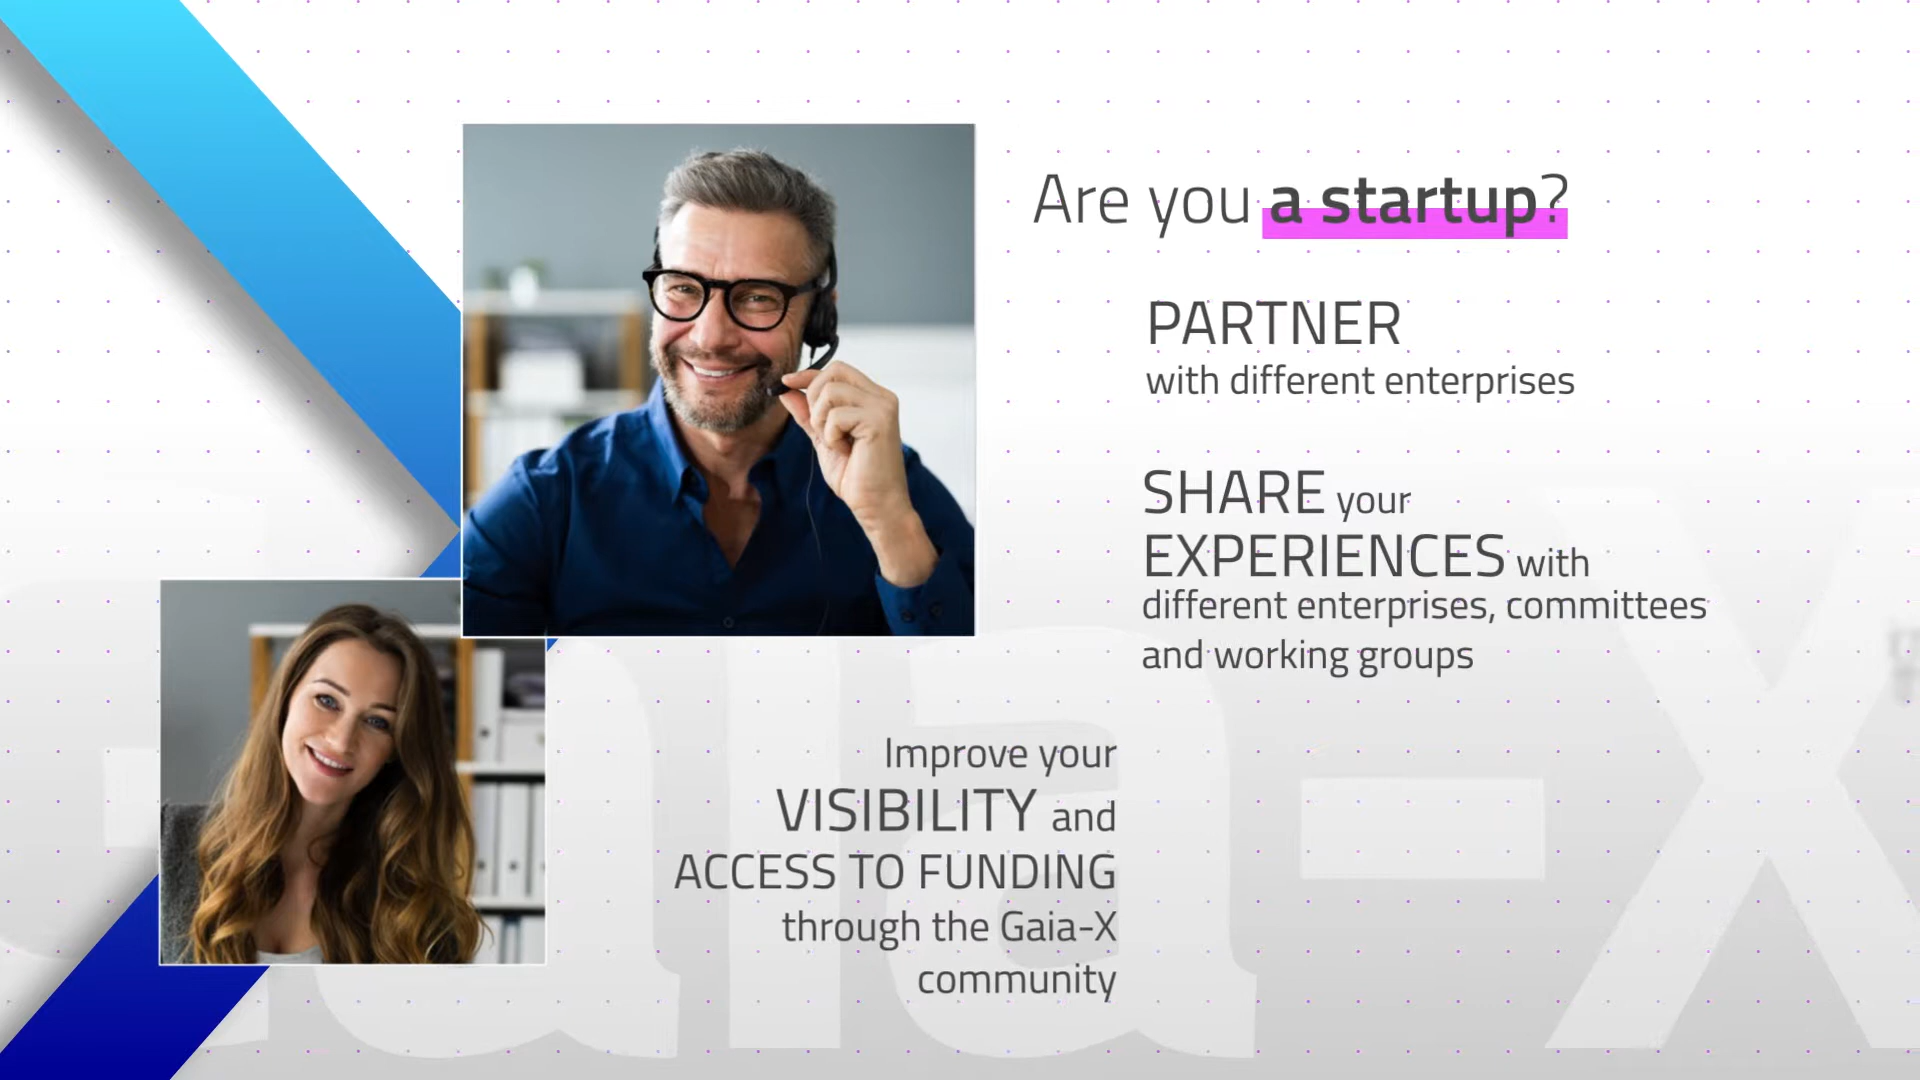 Are you a startup?
PARTNER
with different enterprises
SHARE your
EXPERIENCES with
different enterprises, committees
and working groups
Improve your
VISIBILITY and
ACCESS TO FUNDING
through the Gaia-X
community
aia-X